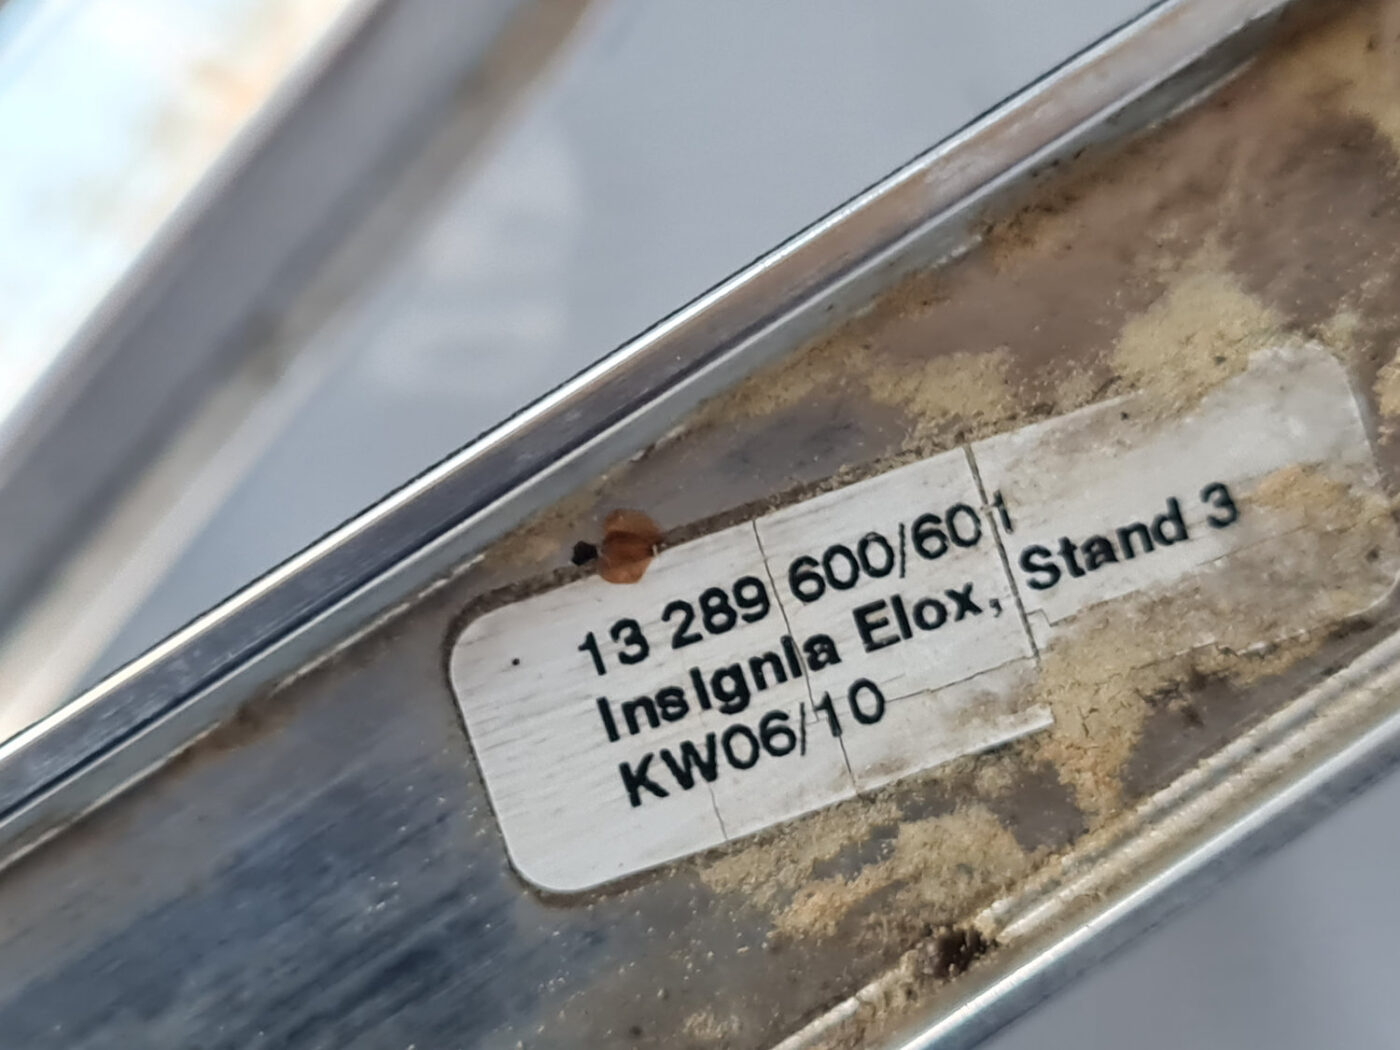 13 289 600/601
Insignia Elox, Stand 3
KW06/10